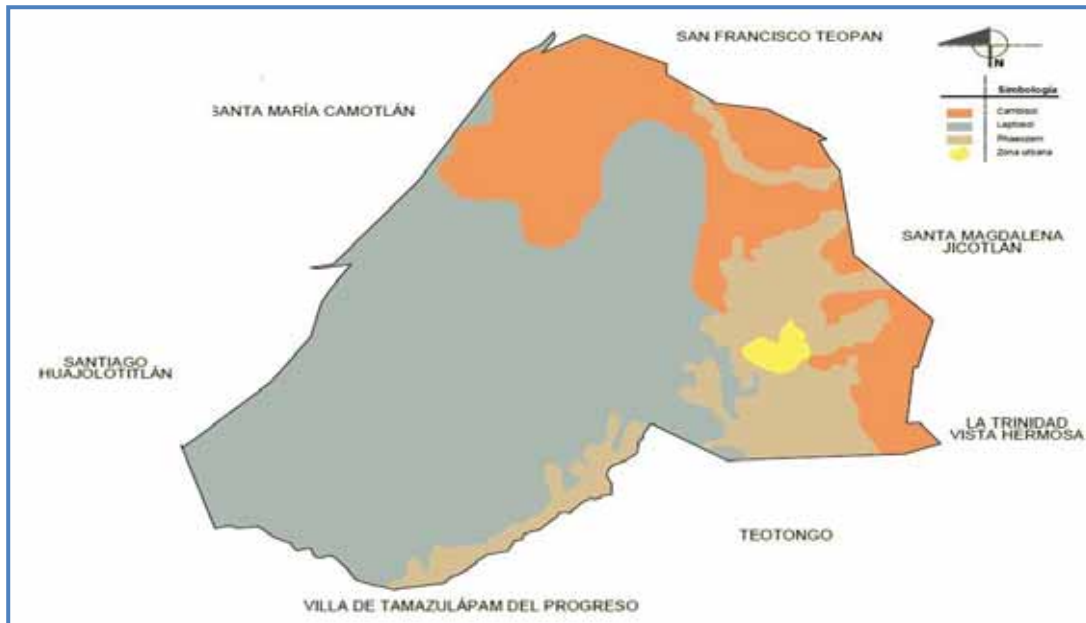 SAN FRANCISCO TEOPAN
SANTA MARÍA CAMOTLÁN
N
Simbología
Cambisol
Leptosol
Phaeozem
Zona urbana
SANTA MAGDALENA
JICOTLÁN
SANTIAGO
HUAJOLOTITLÁN
LA TRINIDAD
VISTA HERMOSA
TEOTONGO
VILLA DE TAMAZULÁPAM DEL PROGRESO